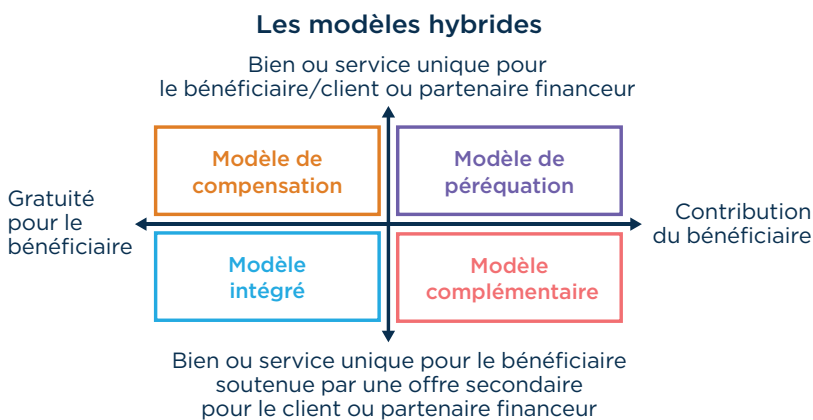 Les modèles hybrides
Bien ou service unique pour
le bénéficiaire/client ou partenaire financeur
Modèle de
compensation
Modèle de
péréquation
Gratuité
pour le
bénéficiaire
Contribution
du bénéficiaire
Modèle
intégré
Modèle
complémentaire
Bien ou service unique pour le bénéficiaire
soutenue par une offre secondaire
pour le client ou partenaire financeur